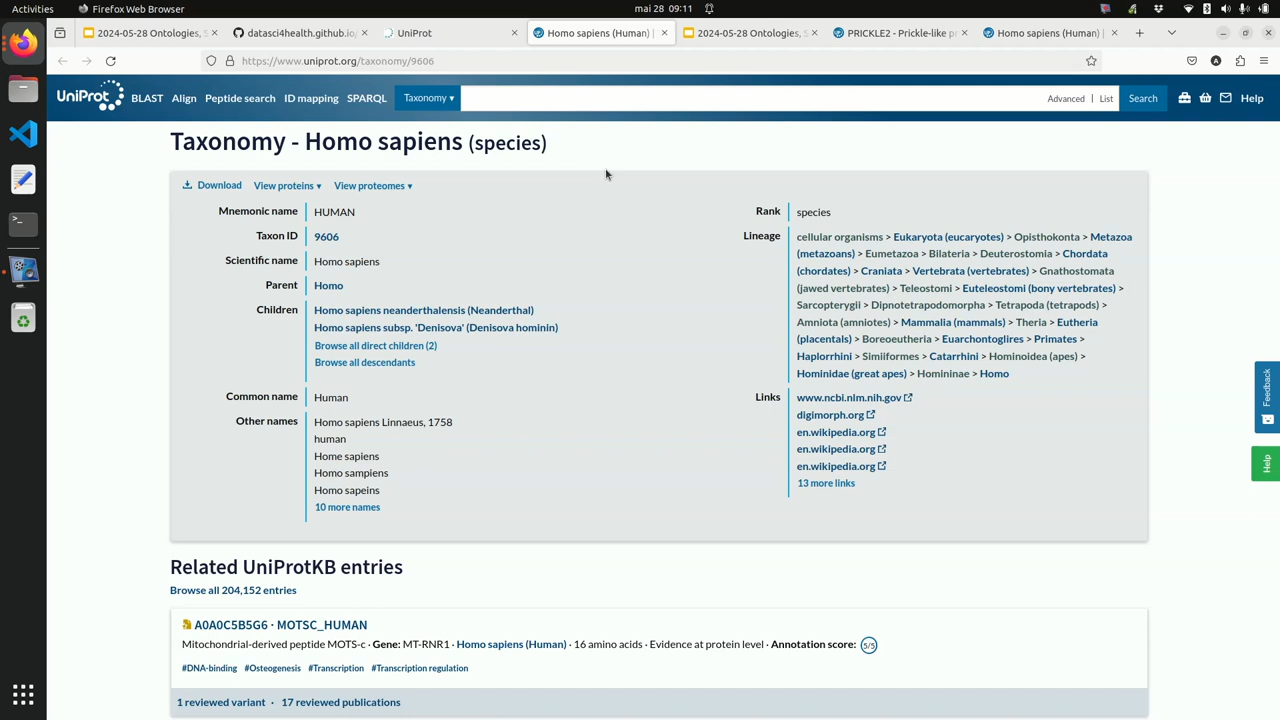 Activities
Firefox Web Browser
mai 28 09:11
2024-05-28 Ontologies, S
datasci4health.github.io/
UniProt
Homo sapiens (Human) |
2024-05-28 Ontologies, S
PRICKLE2 - Prickle-like p
Homo sapiens (Human) |
https://www.uniprot.org/taxonomy/9606
UniProt
BLAST Align Peptide search ID mapping SPARQL
Taxonomy
Advanced | List
Search
Help
Taxonomy - Homo sapiens (species)
Download
View proteins
View proteomes
Mnemonic name
HUMAN
Taxon ID
9606
Scientific name
Homo sapiens
Parent
Homo
Children
Homo sapiens neanderthalensis (Neanderthal)
Homo sapiens subsp. 'Denisova' (Denisova hominin)
Browse all direct children (2)
Browse all descendants
Common name
Human
Other names
Homo sapiens Linnaeus, 1758
human
Home sapiens
Homo sampiens
Homo sapeins
10 more names
Rank
species
Lineage
cellular organisms > Eukaryota (eucaryotes) > Opisthokonta > Metazoa
(metazoans) > Eumetazoa > Bilateria > Deuterostomia > Chordata
(chordates) > Craniata > Vertebrata (vertebrates) > Gnathostomata
(jawed vertebrates) > Teleostomi > Euteleostomi (bony vertebrates) >
Sarcopterygii > Dipnotetrapodomorpha > Tetrapoda (tetrapods) >
Amniota (amniotes) > Mammalia (mammals) > Theria > Eutheria
(placentals) > Boreoeutheria > Euarchontoglires > Primates >
Haplorrhini > Simiiformes > Catarrhini > Hominoidea (apes) >
Hominidae (great apes) > Homininae > Homo
Links
www.ncbi.nlm.nih.gov
digimorph.org
en.wikipedia.org
en.wikipedia.org
en.wikipedia.org
13 more links
Feedback
Help
Related UniProtKB entries
Browse all 204,152 entries
A0A0C5B5G6 · MOTSC_HUMAN
Mitochondrial-derived peptide MOTS-c · Gene: MT-RNR1 · Homo sapiens (Human) · 16 amino acids · Evidence at protein level · Annotation score: 5/5
#DNA-binding #Osteogenesis #Transcription #Transcription regulation
1 reviewed variant · 17 reviewed publications